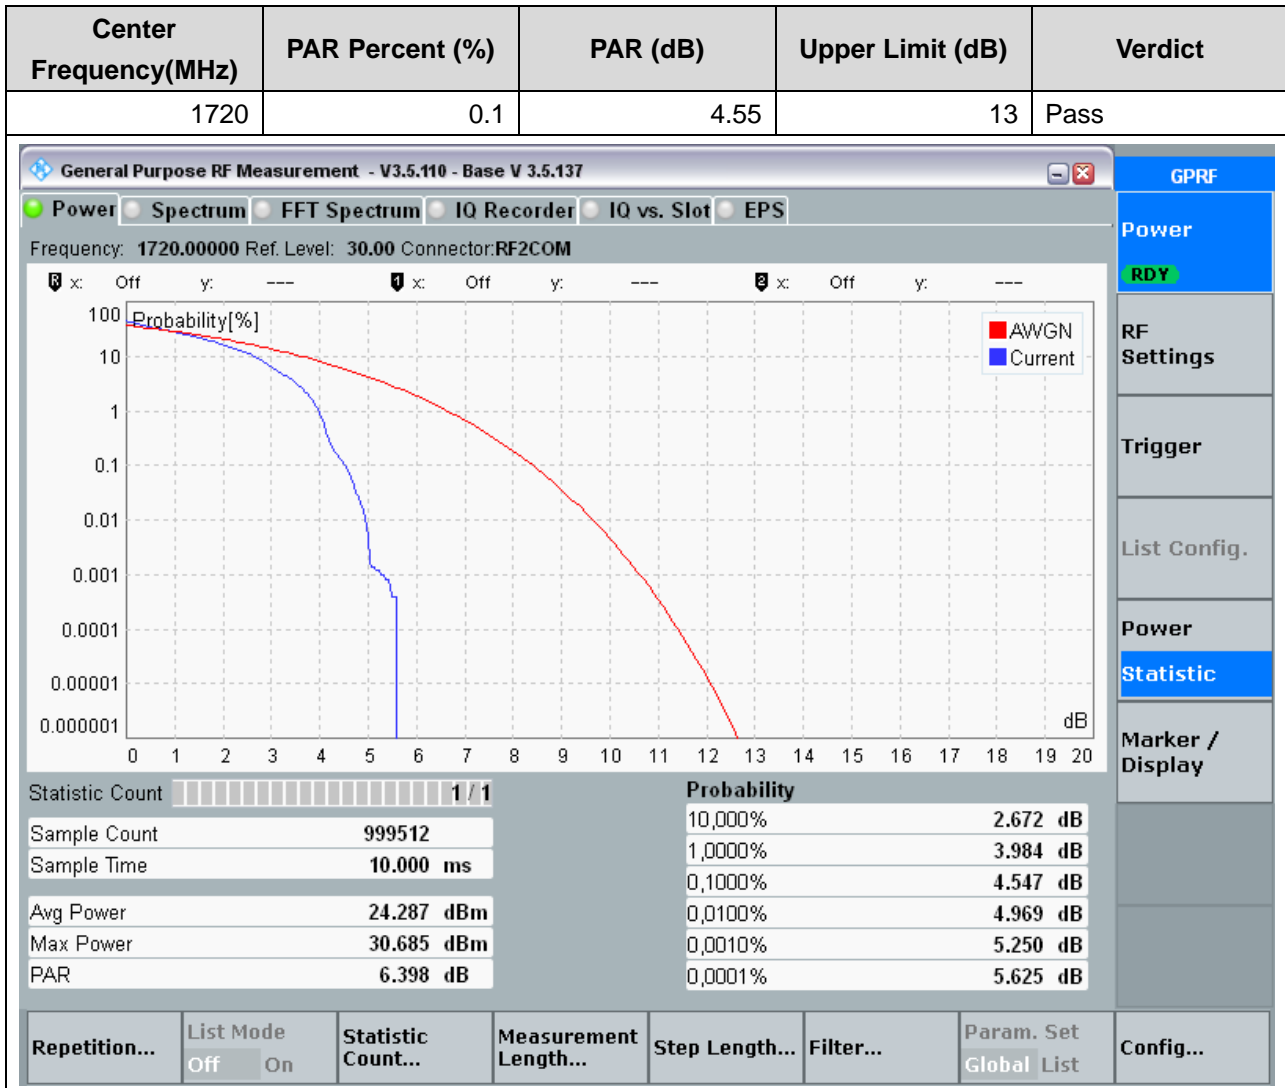 Center Frequency(MHz) PAR Percent (%) PAR (dB) Upper Limit (dB) Verdict
1720 0.1 4.55 13 Pass
General Purpose RF Measurement - V3.5.110 - Base V 3.5.137
GPRF
Power Spectrum FFT Spectrum IQ Recorder IQ vs. Slot EPS
Frequency: 1720.00000 Ref. Level: 30.00 Connector:RF2COM
R x: Off y: --- 1 x: Off y: --- 2 x: Off y: ---
Probability[%]
AWGN
Current
100
10
1
0.1
0.01
0.001
0.0001
0.00001
0.000001
dB
0 1 2 3 4 5 6 7 8 9 10 11 12 13 14 15 16 17 18 19 20
Statistic Count 1 / 1
Sample Count 999512
Sample Time 10.000 ms
Avg Power 24.287 dBm
Max Power 30.685 dBm
PAR 6.398 dB
Probability
10,000% 2.672 dB
1,0000% 3.984 dB
0,1000% 4.547 dB
0,0100% 4.969 dB
0,0010% 5.250 dB
0,0001% 5.625 dB
Power
RDY
RF
Settings
Trigger
List Config.
Power
Statistic
Marker /
Display
Repetition...
List Mode
Off On
Statistic
Count...
Measurement
Length...
Step Length...
Filter...
Param. Set
Global List
Config...